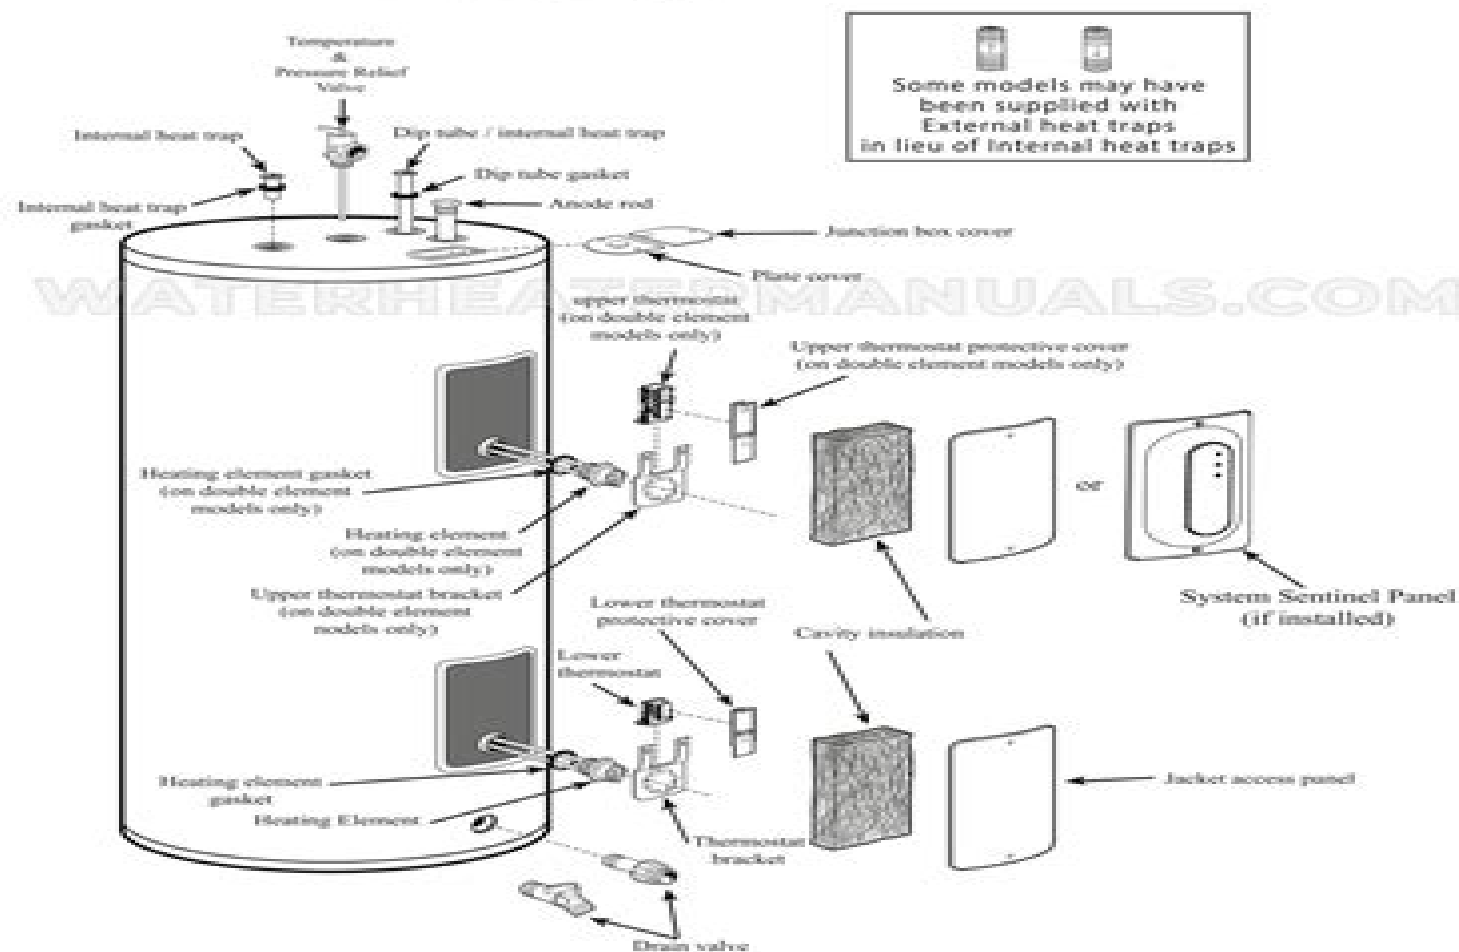 Temperature
&
Pressure Relief
Valve
Some models may have
been supplied with
External heat traps
in lieu of Internal heat traps
Internal heat trap
Dip tube / internal heat trap
Dip tube gasket
Internal heat trap
gasket
Anode rod
Junction box cover
Plate cover
WATERHEATERMANUALS.COM
upper thermostat
(on double element
models only)
Upper thermostat protective cover
(on double element models only)
Heating element gasket
(on double element
models only)
or
Heating element
(on double element
models only)
Upper thermostat bracket
(on double element
models only)
Lower thermostat
protective cover
System Sentinel Panel
(if installed)
Cavity insulation
Lower
thermostat
Heating element
gasket
Jacket access panel
Heating Element
Thermostat
bracket
Drain valve